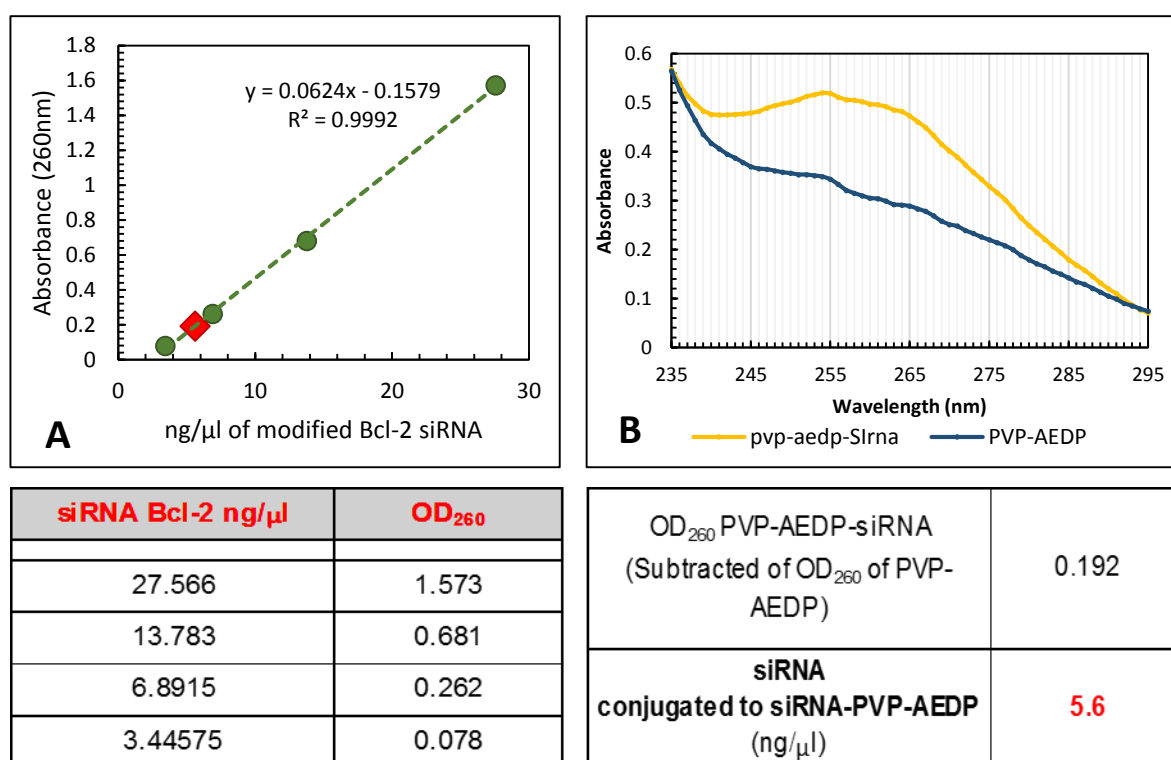 1.8
1.6
1.4
1.2
1
0.8
0.6
0.4
0.2
0
y = 0.0624x - 0.1579
R² = 0.9992
Absorbance (260nm)
0 10 20 30
A
ng/µl of modified Bcl-2 siRNA
0.6
0.5
0.4
0.3
0.2
0.1
0
Absorbance
235 245 255 265 275 285 295
Wavelength (nm)
B
pvp-aedp-SIrna PVP-AEDP
siRNA Bcl-2 ng/µl OD260
27.566 1.573
13.783 0.681
6.8915 0.262
3.44575 0.078
OD260 PVP-AEDP-siRNA
(Subtracted of OD260 of PVP-
AEDP)
0.192
siRNA
conjugated to siRNA-PVP-AEDP
(ng/µl)
5.6